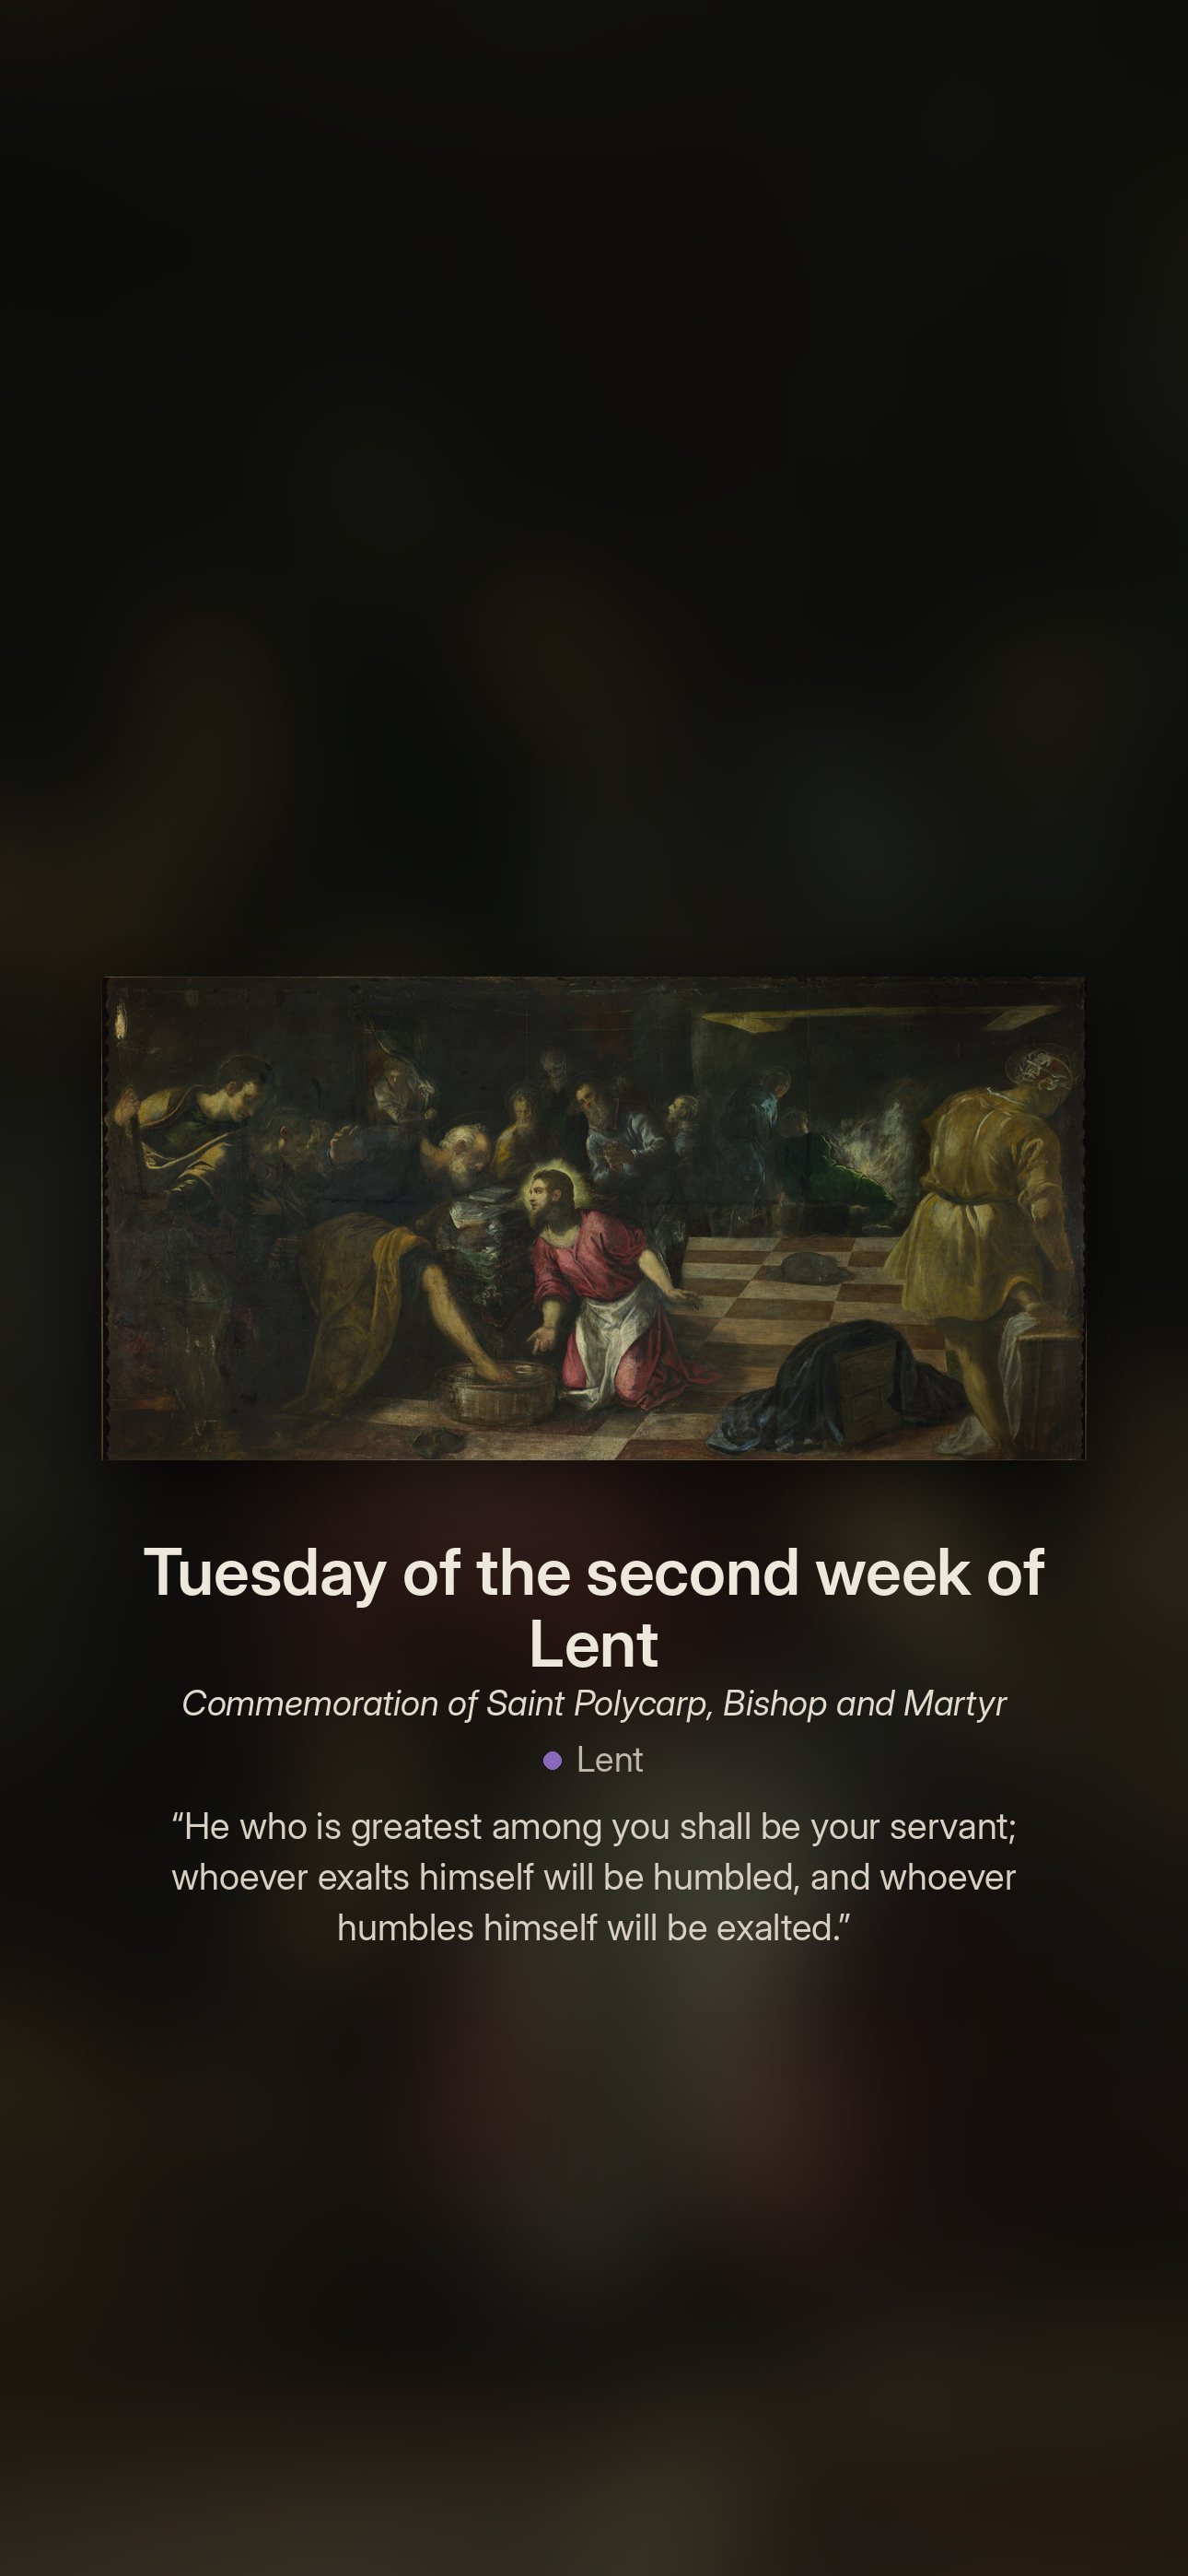 Tuesday of the second week of
Lent
Commemoration of Saint Polycarp, Bishop and Martyr
Lent
“He who is greatest among you shall be your servant;
whoever exalts himself will be humbled, and whoever
humbles himself will be exalted.”